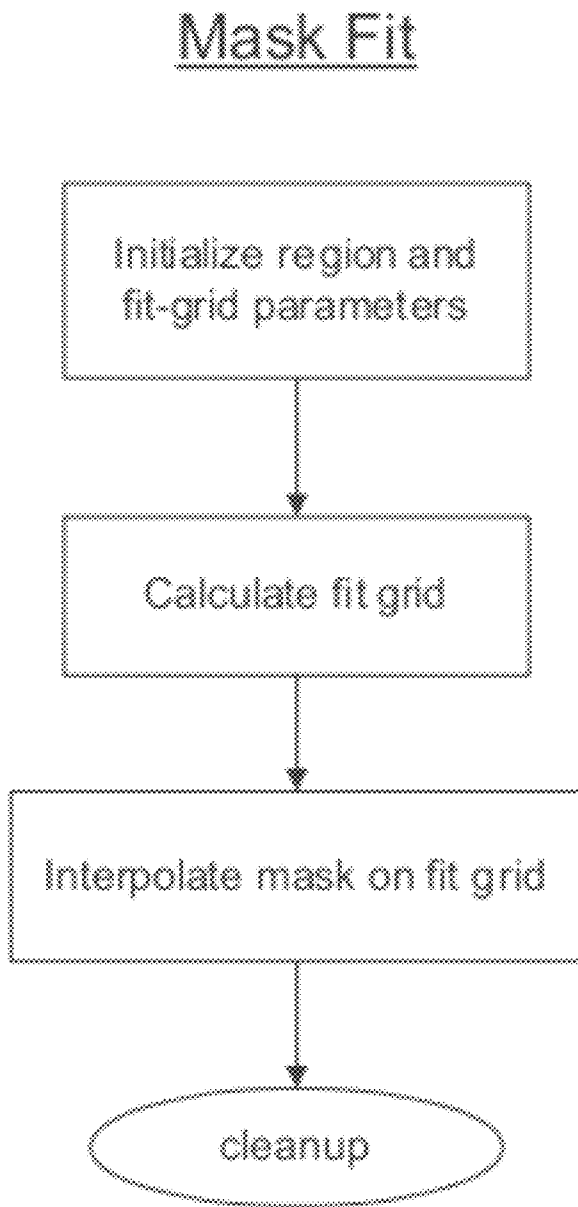 Mask Fit
Initialize region and
fit-grid parameters
Calculate fit grid
Interpolate mask on fit grid
cleanup